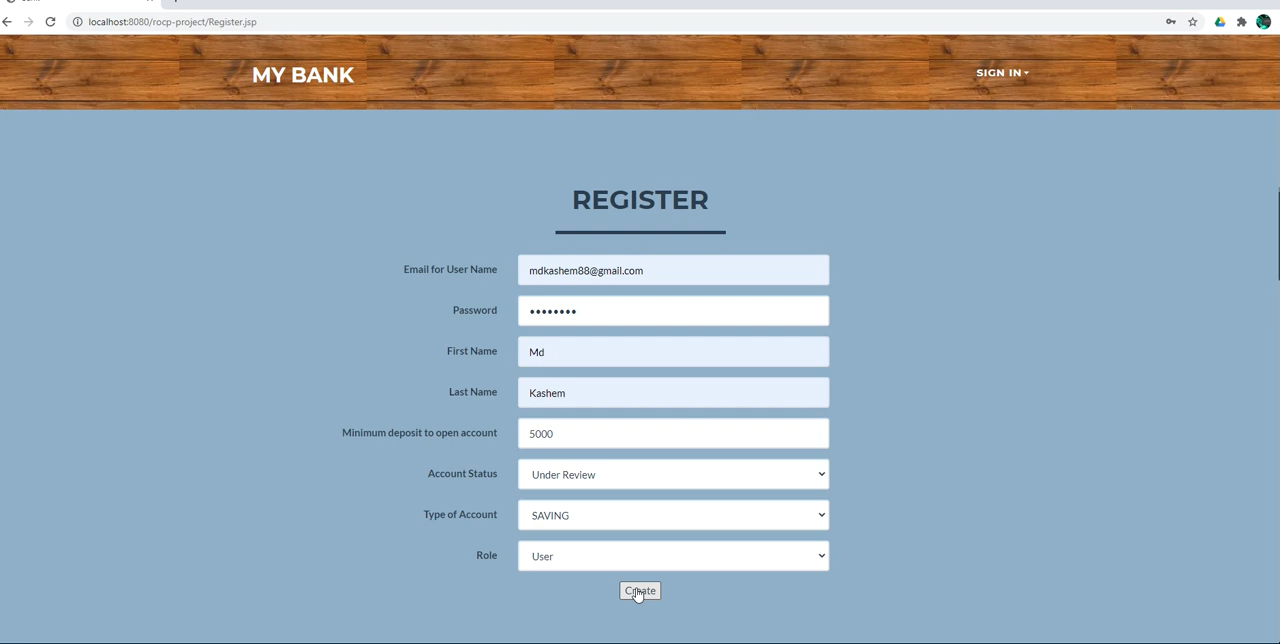 localhost:8080/rocp-project/Register.jsp
MY BANK
SIGN IN
REGISTER
Email for User Name
mdkashem88@gmail.com
Password
••••••••
First Name
Md
Last Name
Kashem
Minimum deposit to open account
5000
Account Status
Under Review
Type of Account
SAVING
Role
User
Create